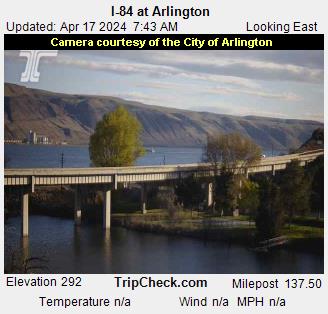 I-84 at Arlington
Updated: Apr 17 2024 7:43 AM Looking East
Camera courtesy of the City of Arlington
Elevation 292 TripCheck.com Milepost 137.50
Temperature n/a Wind n/a MPH n/a